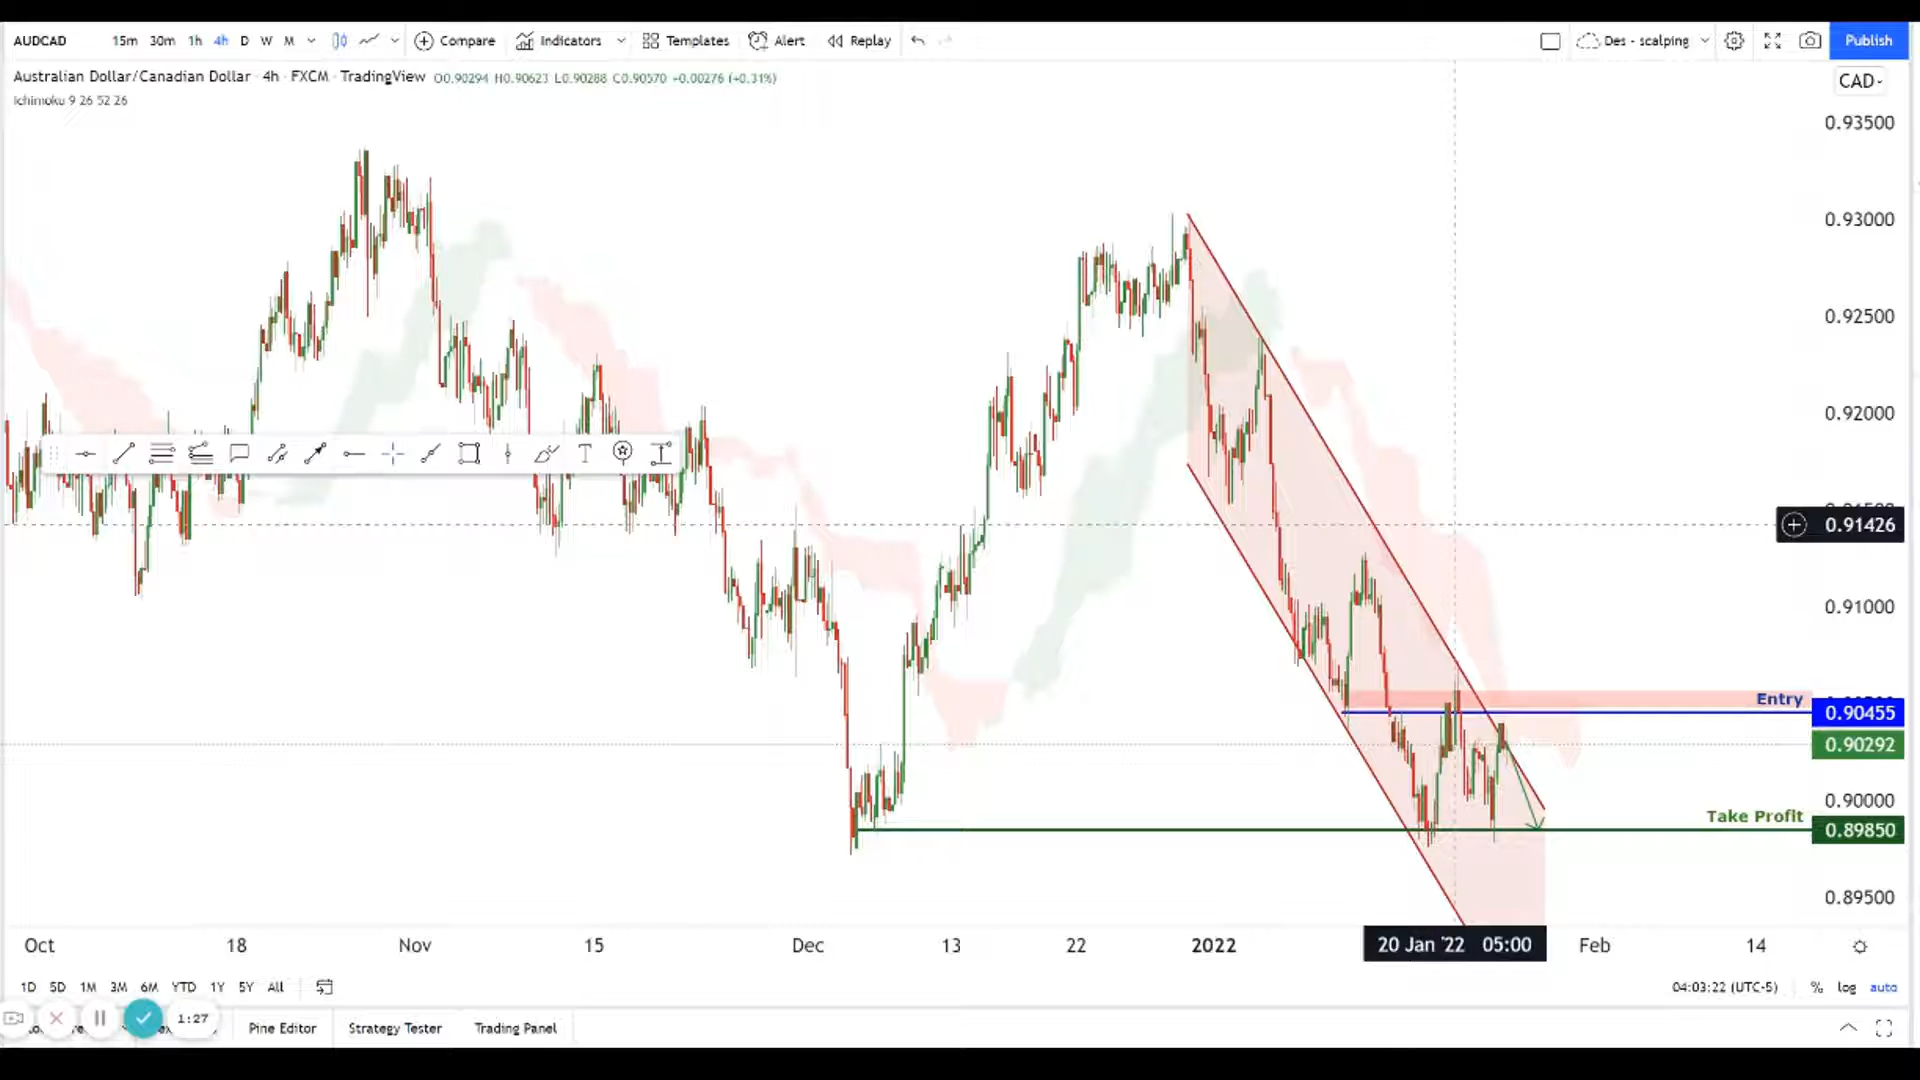 AUDCAD 15m 30m 1h 4h D W M Compare Indicators Templates Alert Replay Des - scalping Publish
Australian Dollar/Canadian Dollar · 4h · FXCM · TradingView O0.90294 H0.90623 L0.90288 C0.90570 +0.00276 (+0.31%)
CAD
Ichimoku 9 26 52 26
0.93500
0.93000
0.92500
0.92000
0.91426
0.91000
Entry
0.90455
0.90292
0.90000
Take Profit
0.89850
0.89500
Oct 18 Nov 15 Dec 13 22 2022 20 Jan '22 05:00 Feb 14
1D 5D 1M 3M 6M YTD 1Y 5Y All 04:03:22 (UTC-5) % log auto
1:27 Pine Editor Strategy Tester Trading Panel